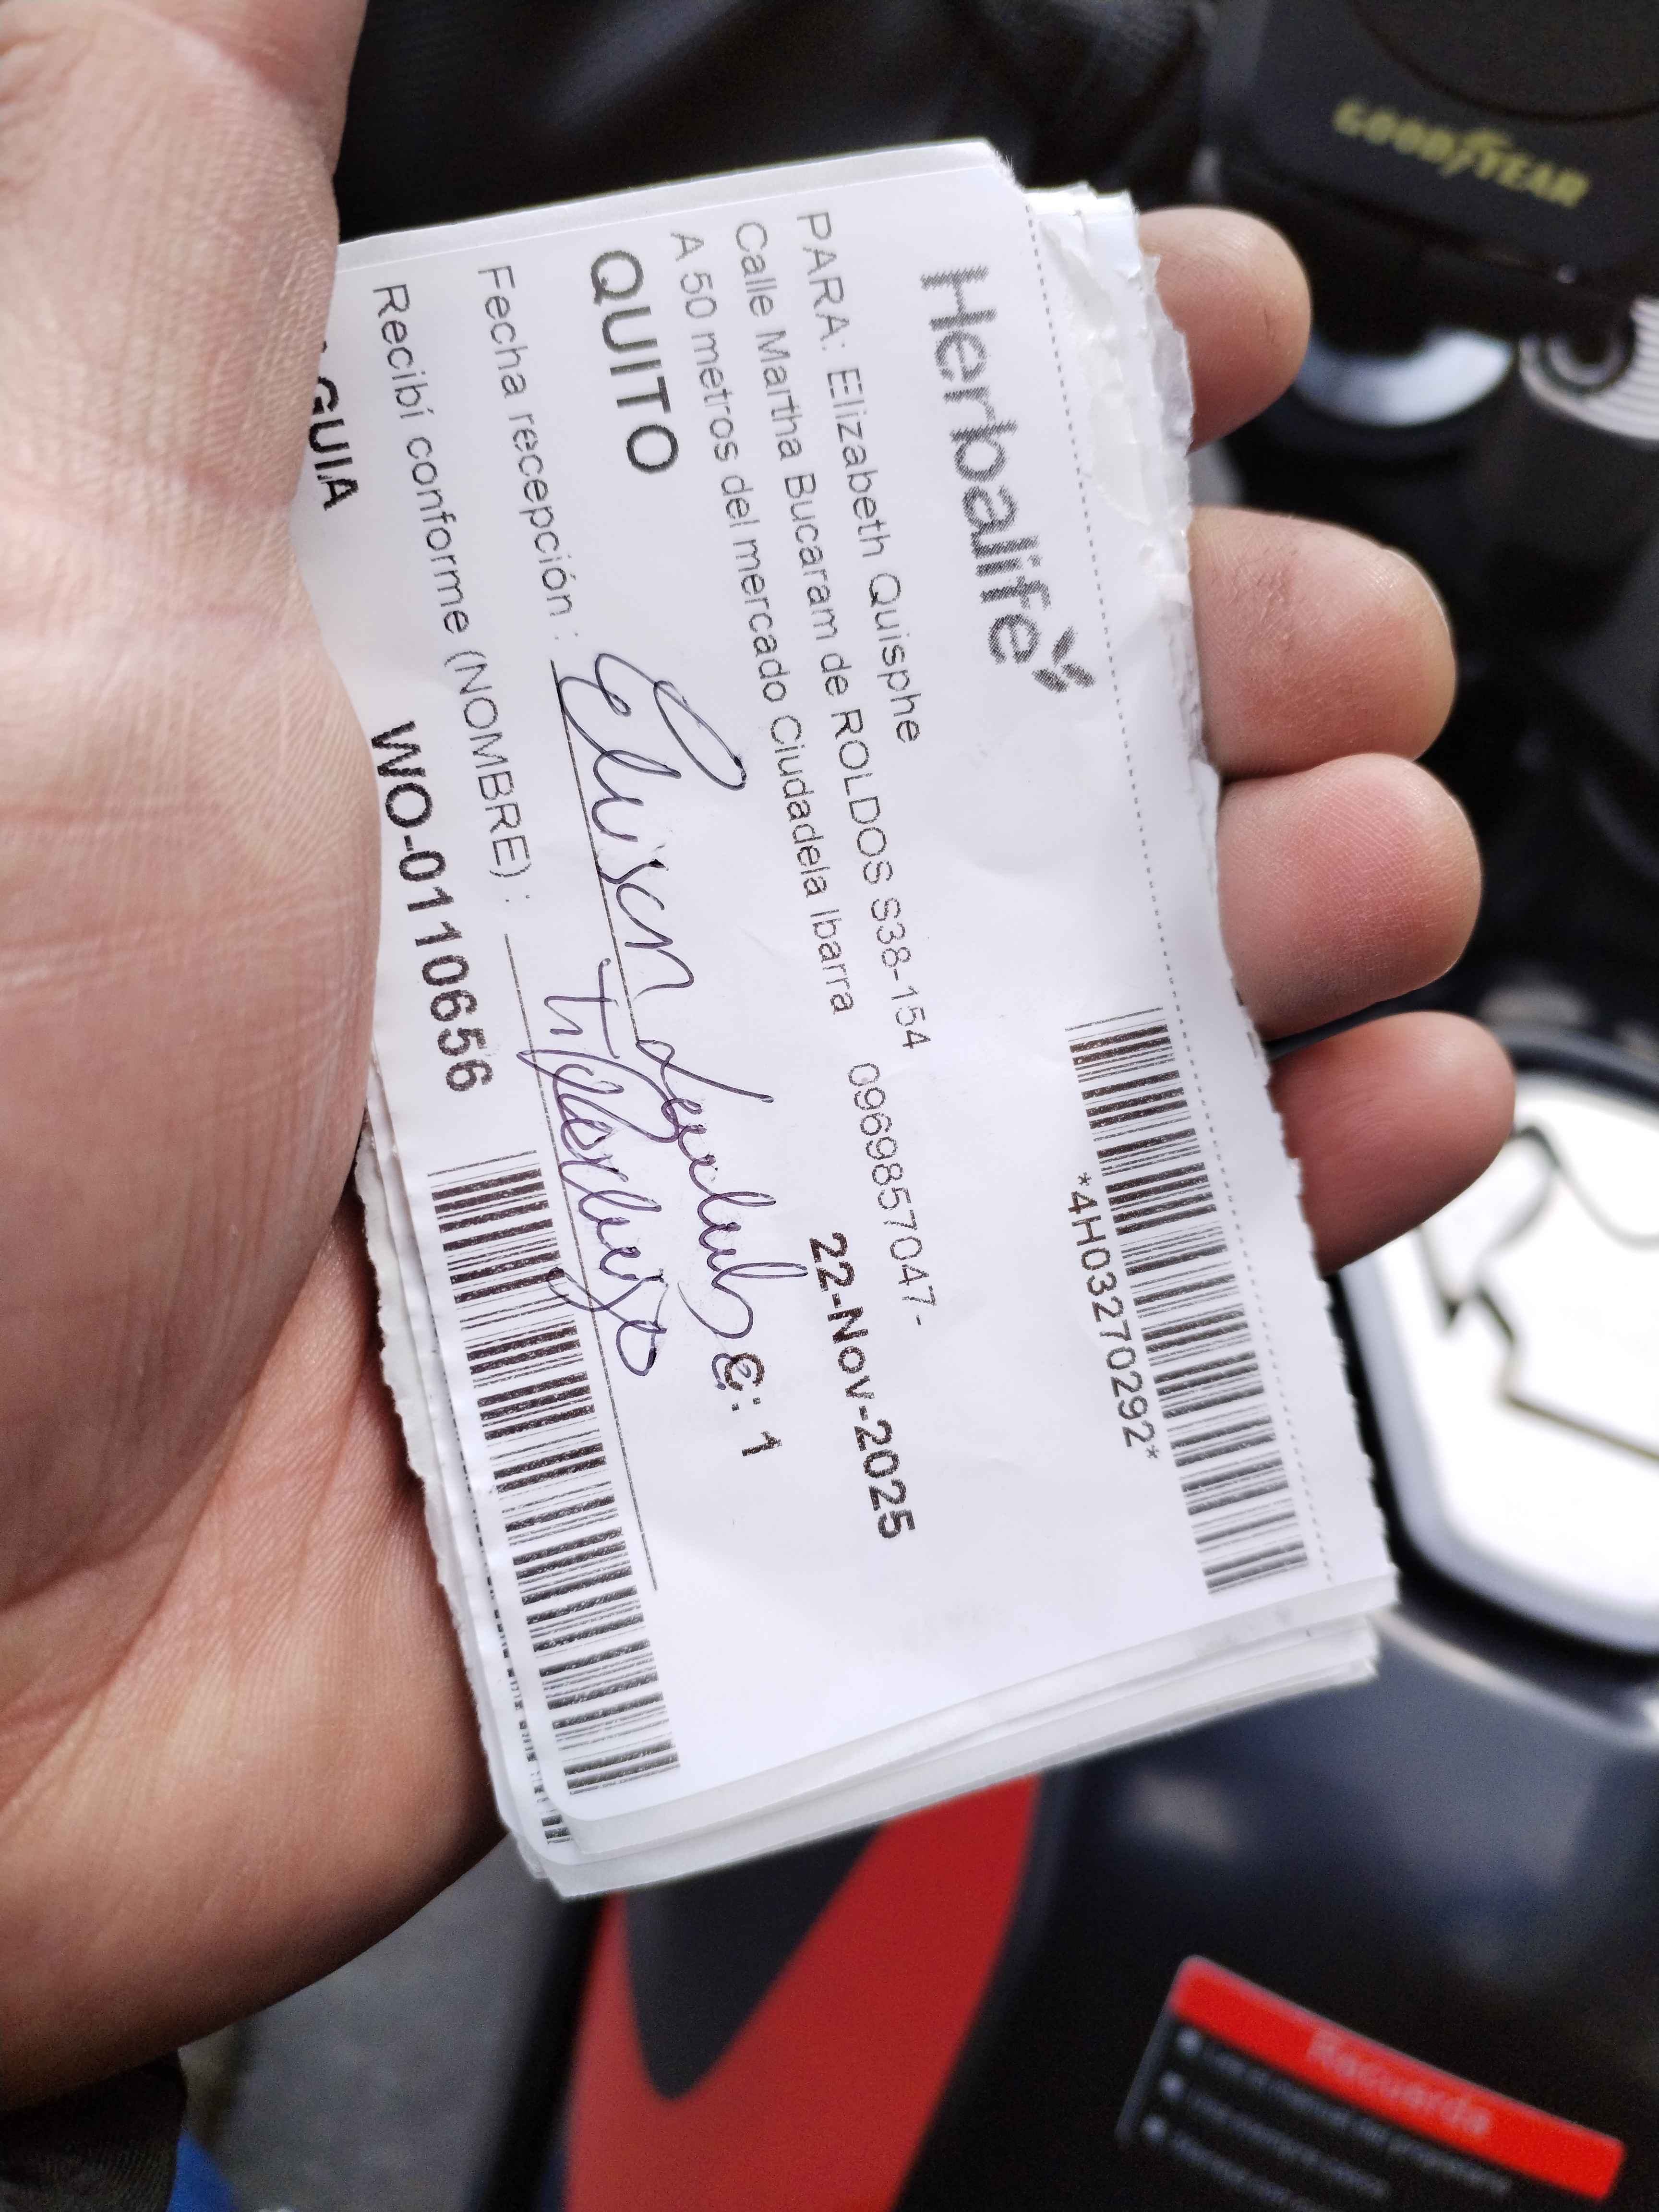 Herbalife
*4H03270292*
PARA: Elizabeth Quisphe
Calle Martha Bucaram de ROLDOS S38-154
A 50 metros del mercado Ciudadela Ibarra 0969857047-
QUITO
22-Nov-2025
: 1
Fecha recepción :
Recibí conforme (NOMBRE) :
GUIA WO-0110656
GOODYEAR
Recuerda